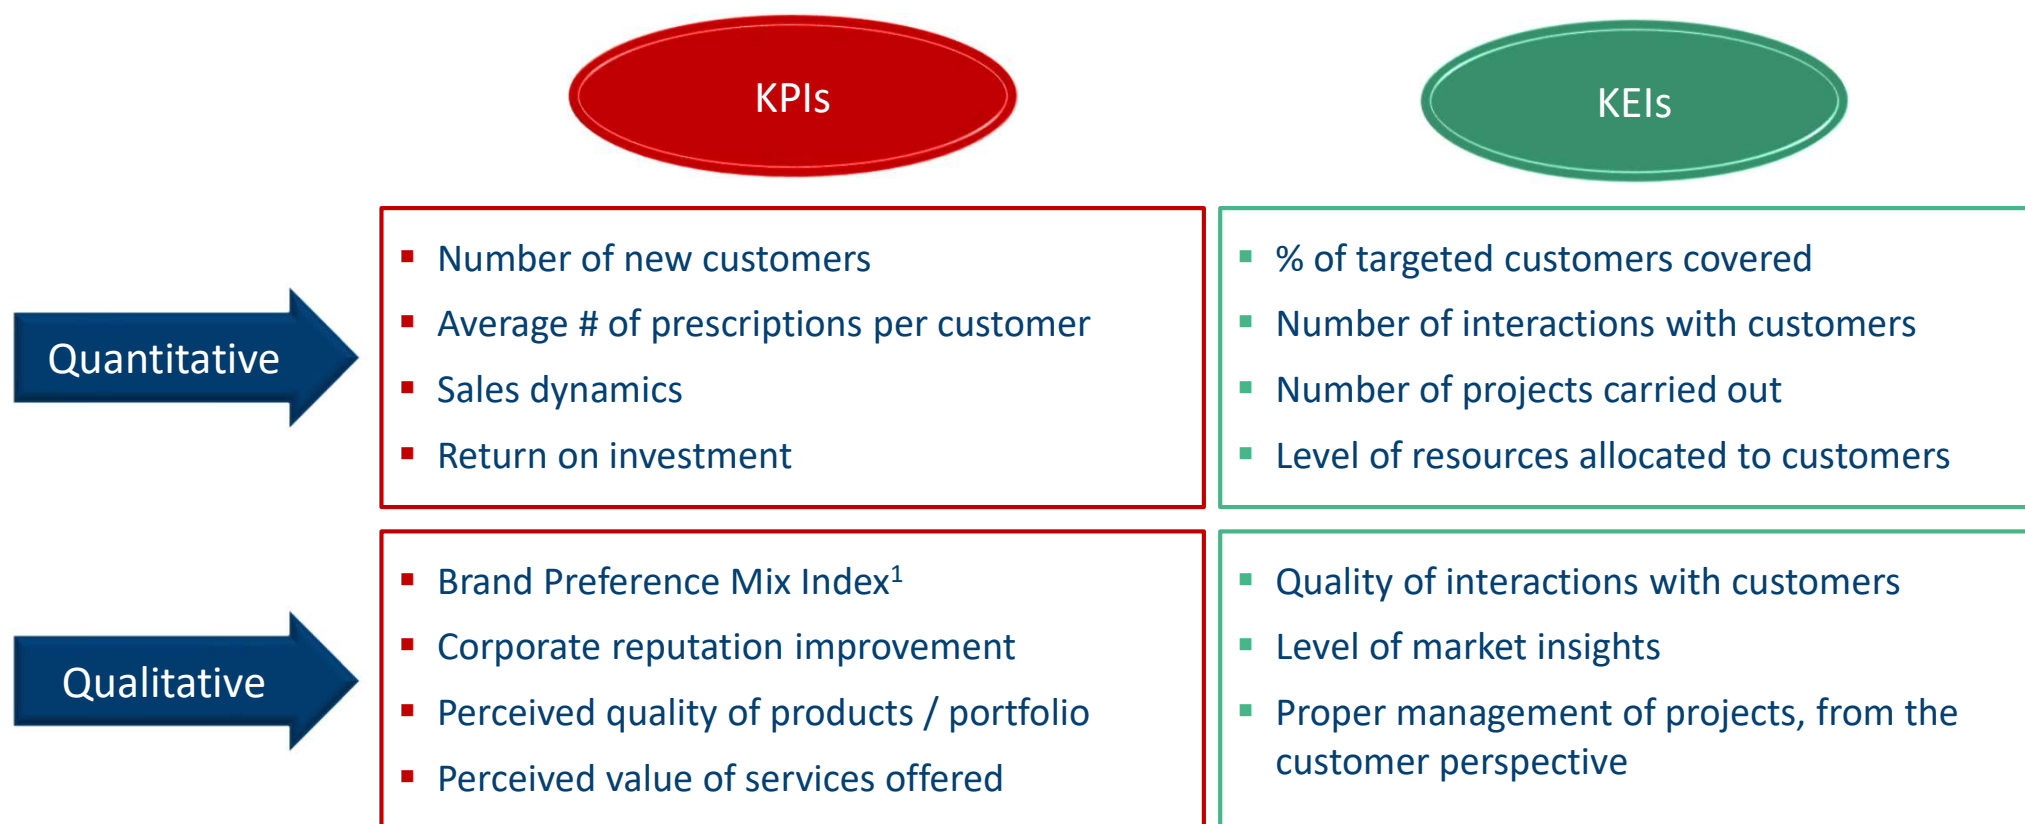 KPIs
KEIs
Quantitative
▪ Number of new customers
▪ Average # of prescriptions per customer
▪ Sales dynamics
▪ Return on investment
▪ % of targeted customers covered
▪ Number of interactions with customers
▪ Number of projects carried out
▪ Level of resources allocated to customers
Qualitative
▪ Brand Preference Mix Index¹
▪ Corporate reputation improvement
▪ Perceived quality of products / portfolio
▪ Perceived value of services offered
▪ Quality of interactions with customers
▪ Level of market insights
▪ Proper management of projects, from the
customer perspective